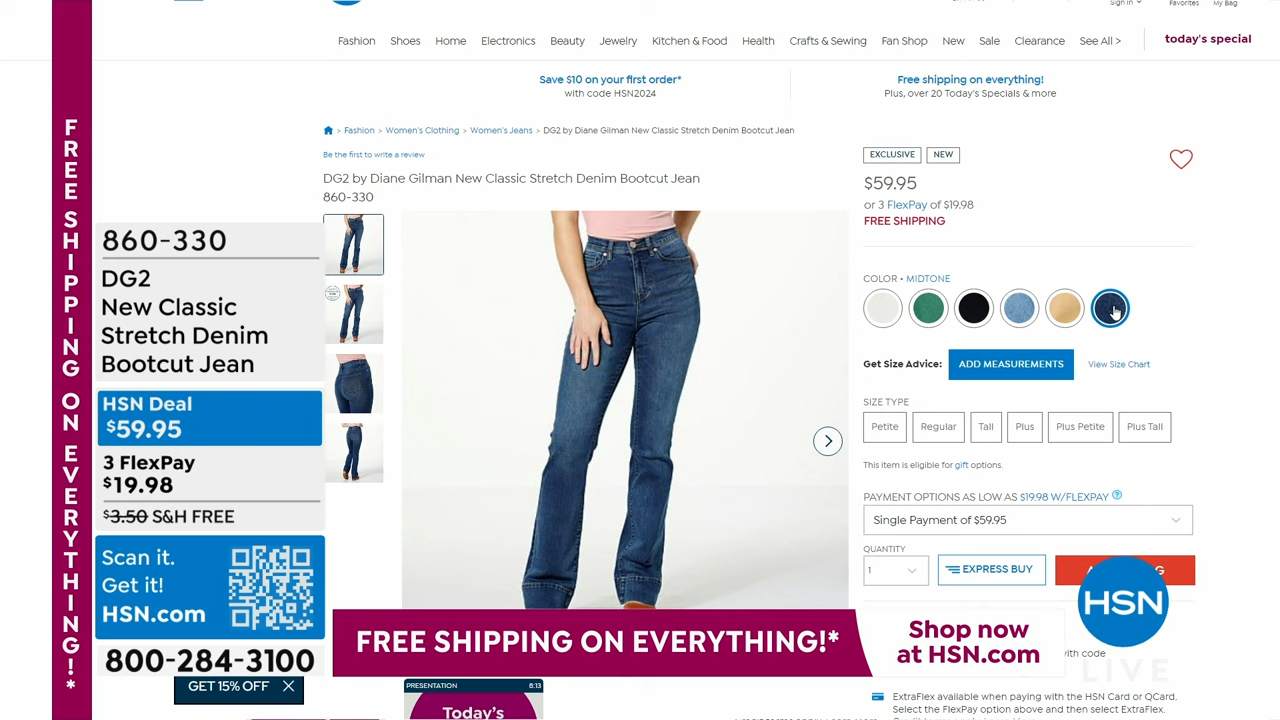 Sign in
Favorites
My Bag
Fashion Shoes Home Electronics Beauty Jewelry Kitchen & Food Health Crafts & Sewing Fan Shop New Sale Clearance See All > today's special
Save $10 on your first order*
with code HSN2024
Free shipping on everything!
Plus, over 20 Today's Specials & more
FREE SHIPPING ON EVERYTHING!*
> Fashion > Women's Clothing > Women's Jeans > DG2 by Diane Gilman New Classic Stretch Denim Bootcut Jean
Be the first to write a review
DG2 by Diane Gilman New Classic Stretch Denim Bootcut Jean
860-330
860-330
DG2
New Classic
Stretch Denim
Bootcut Jean
HSN Deal
$59.95
3 FlexPay
$19.98
$3.50 S&H FREE
Scan it.
Get it!
HSN.com
800-284-3100
GET 15% OFF
EXCLUSIVE NEW
$59.95
or 3 FlexPay of $19.98
FREE SHIPPING
COLOR • MIDTONE
Get Size Advice: ADD MEASUREMENTS View Size Chart
SIZE TYPE
Petite Regular Tall Plus Plus Petite Plus Tall
This item is eligible for gift options.
PAYMENT OPTIONS AS LOW AS $19.98 W/FLEXPAY
Single Payment of $59.95
QUANTITY
1
EXPRESS BUY
HSN
LIVE
FREE SHIPPING ON EVERYTHING!*
Shop now
at HSN.com
with code
PRESENTATION 8:13
Today's
ExtraFlex available when paying with the HSN Card or QCard.
Select the FlexPay option above and then select ExtraFlex.